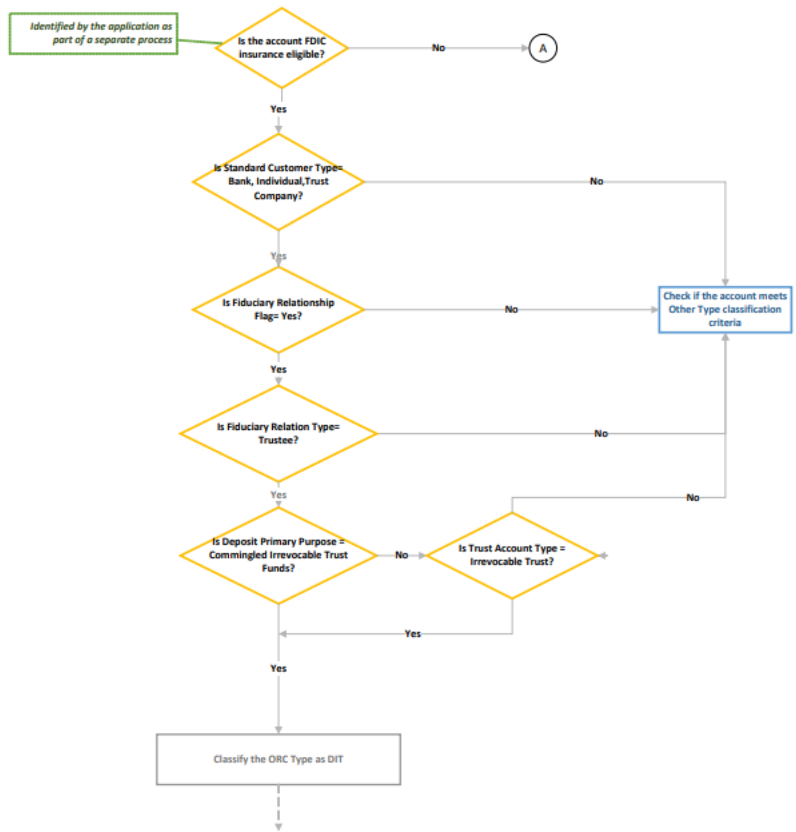 Identified by the application as
part of a separate process
Is the account FDIC
insurance eligible?
No
A
Yes
Is Standard Customer Type=
Bank, Individual,Trust
Company?
No
Yes
Is Fiduciary Relationship
Flag= Yes?
No
Check if the account meets
Other Type classification
criteria
Yes
Is Fiduciary Relation Type=
Trustee?
No
Yes
No
Is Deposit Primary Purpose =
Commingled Irrevocable Trust
Funds?
No
Is Trust Account Type =
Irrevocable Trust?
Yes
Yes
Classify the ORC Type as DIT